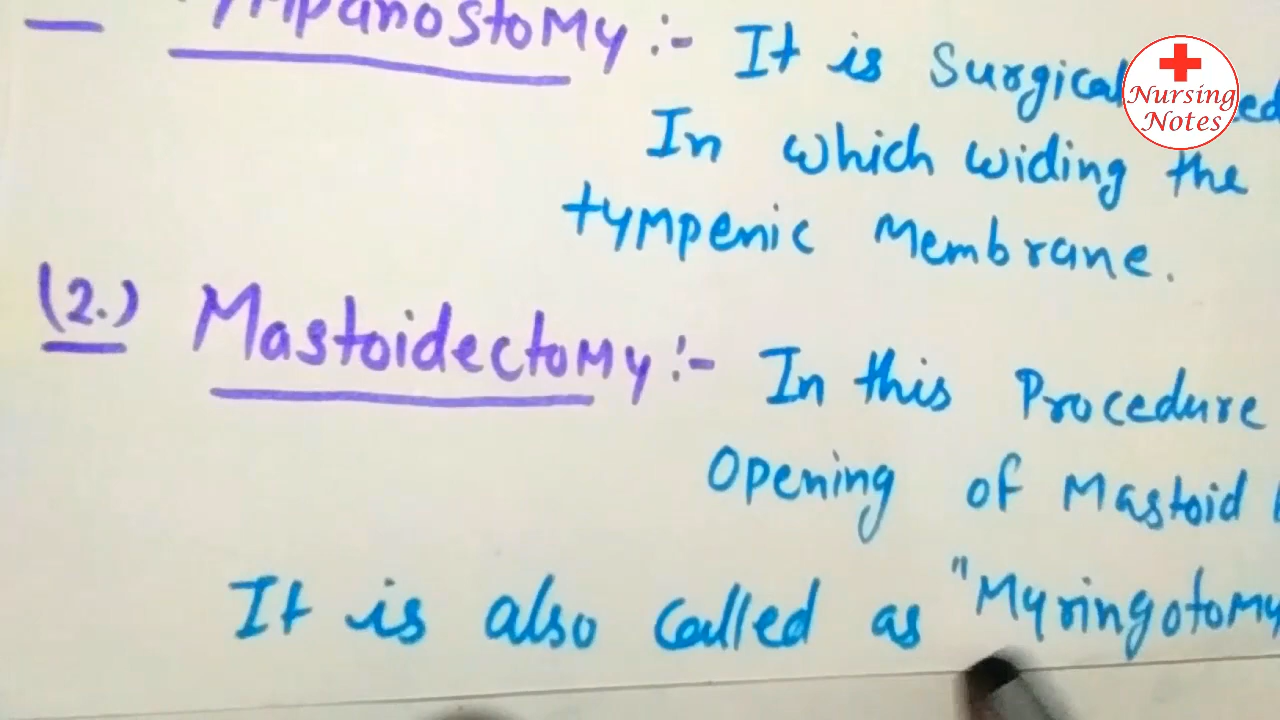 TympanostoMy :- It is Surgical
In which widing the
tympenic Membrane.
(2.) MastoidectoMy :- In this Procedure
Opening of Mastoid
It is also called as "MyringotoMy
Nursing
Notes